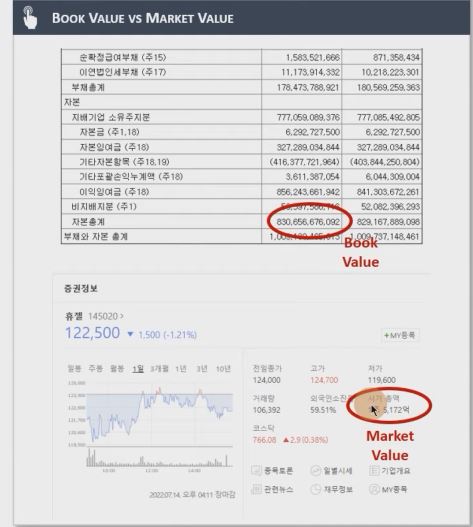 BOOK VALUE VS MARKET VALUE
순확정급여부채 (주15) 1,583,521,666 871,358,434
이연법인세부채 (주17) 11,173,914,332 10,218,223,301
부채총계 178,473,788,921 180,569,259,363
자본
지배기업 소유주지분 777,059,089,376 777,085,492,805
자본금 (주1,18) 6,292,727,500 6,292,727,500
자본잉여금 (주18) 327,289,034,844 327,289,034,844
기타자본항목 (주18,19) (416,377,721,964) (403,844,250,804)
기타포괄손익누계액 (주18) 3,611,387,054 6,044,309,004
이익잉여금 (주18) 856,243,661,942 841,303,672,261
비지배지분 (주1) 52,082,396,293
자본총계 830,656,676,092 829,167,889,098
부채와 자본 총계 1,009,737,148,461
Book
Value
증권정보
휴젤 145020 >
122,500 ▼ 1,500 (-1.21%)
+MY등록
일봉 주봉 월봉 1일 3개월 1년 3년 10년
전일종가 고가 저가
124,000 124,700 119,600
거래량 외국인소진 총액
106,392 59.51% 5,172억
코스닥
766.08 ▲2.9 (0.38%)
Market
Value
10:00 12:00 14:00
2022.07.14. 오후 04:11 장마감
종목토론 일별시세 기업개요
관련뉴스 재무정보 MY종목